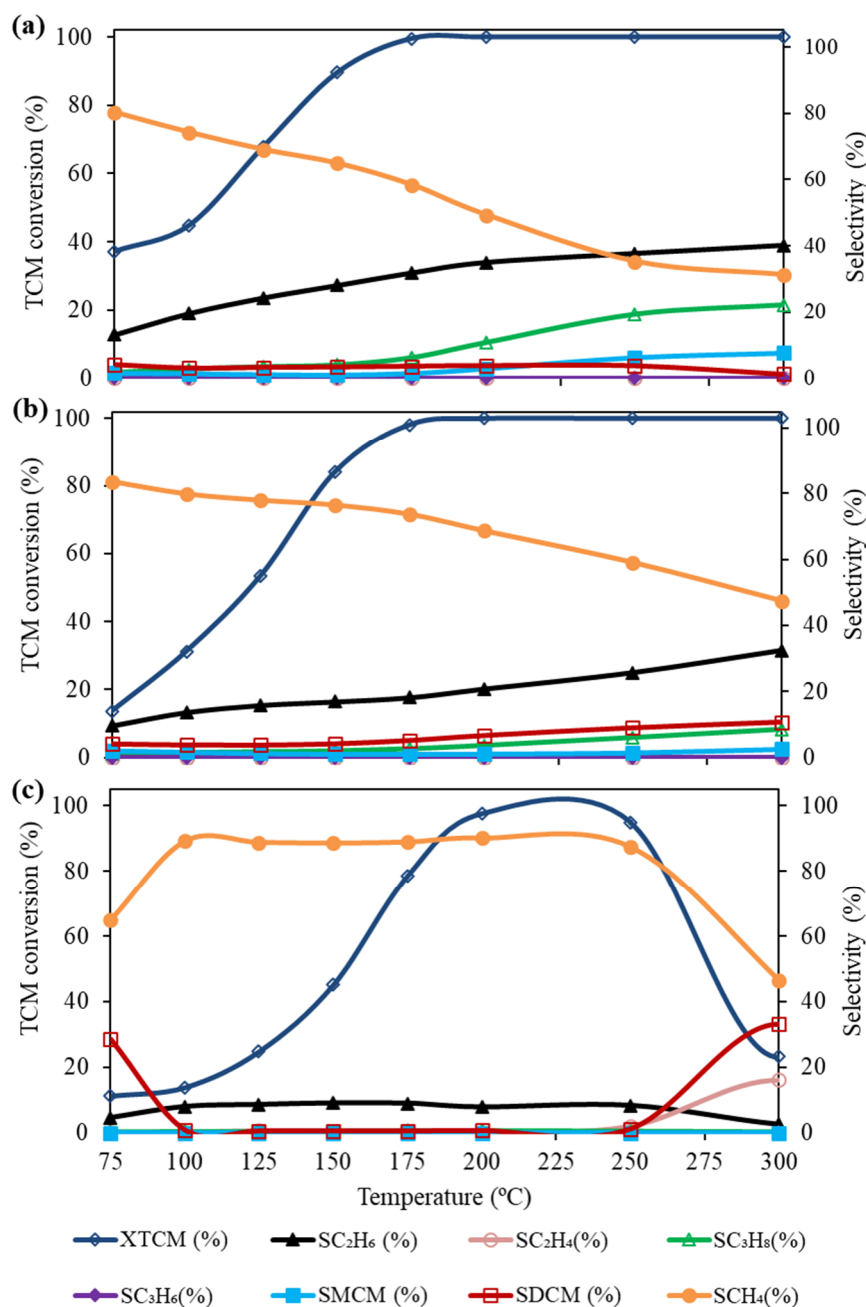 (a)
100
80
60
40
20
0
TCM conversion (%)
100
80
60
40
20
0
Selectivity (%)
(b)
100
80
60
40
20
0
TCM conversion (%)
100
80
60
40
20
0
Selectivity (%)
(c)
100
80
60
40
20
0
TCM conversion (%)
100
80
60
40
20
0
Selectivity (%)
75 100 125 150 175 200 225 250 275 300
Temperature (ºC)
XTCM (%) SC₂H₆ (%) SC₂H₄(%) SC₃H₈(%)
SC₃H₆(%) SMCM (%) SDCM (%) SCH₄(%)